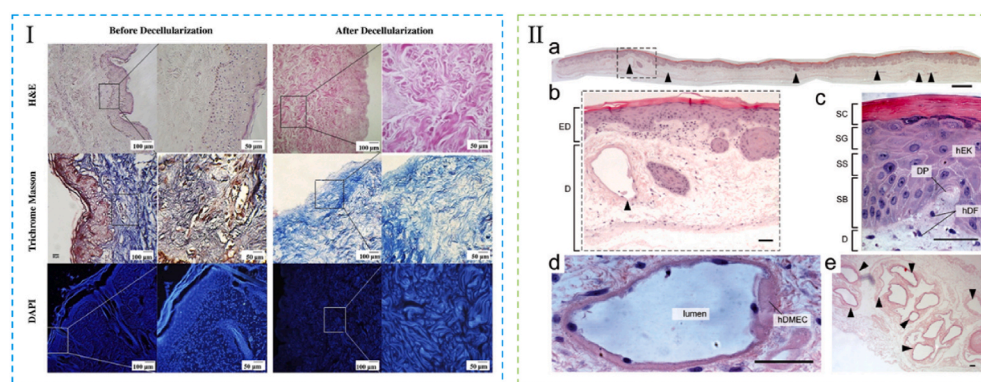 I
Before Decellularization
After Decellularization
H&E
100 μm
50 μm
100 μm
50 μm
Trichrome Masson
100 μm
50 μm
100 μm
50 μm
DAPI
100 μm
50 μm
100 μm
50 μm
II
a
b
ED
D
c
SC
SG
SS
SB
D
hEK
DP
hDF
d
lumen
hDMEC
e